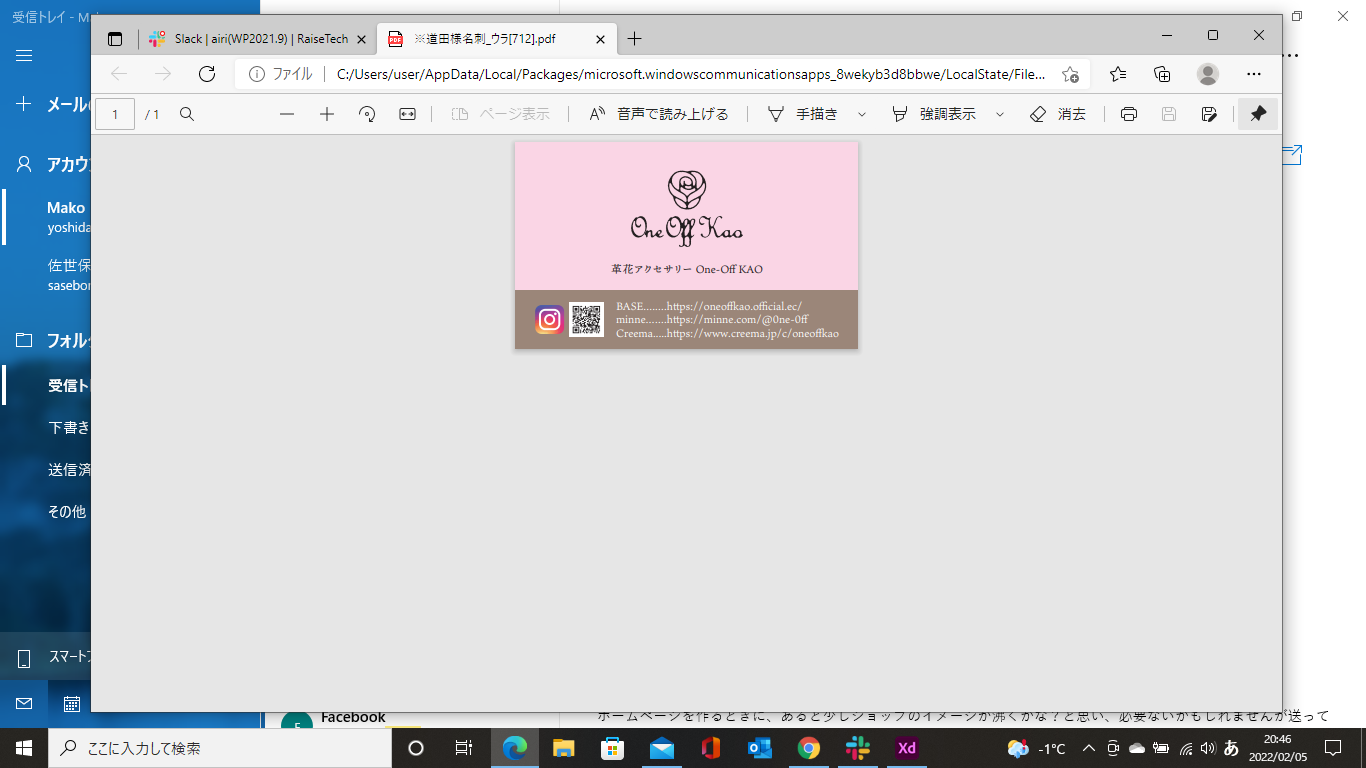 受信トレイ - M
Slack | airi(WP2021.9) | RaiseTech
※道田様名刺_ウラ[712].pdf
ファイル
C:/Users/user/AppData/Local/Packages/microsoft.windowscommunicationsapps_8wekyb3d8bbwe/LocalState/File...
1
/ 1
ページ表示
音声で読み上げる
手描き
強調表示
消去
メールの
アカウン
Mako
yoshida
佐世保
sasebo
フォル
受信ト
下書き
送信済
その他
スマート
One Off Kao
革花アクセサリー One-Off KAO
BASE........https://oneoffkao.official.ec/
minne.......https://minne.com/@0ne-0ff
Creema.....https://www.creema.jp/c/oneoffkao
F
Facebook
ホームページを作るときに、あると少しショップのイメージが沸くかな？と思い、必要ないかもしれませんが送って
ここに入力して検索
Xd
-1°C
あ
20:46
2022/02/05